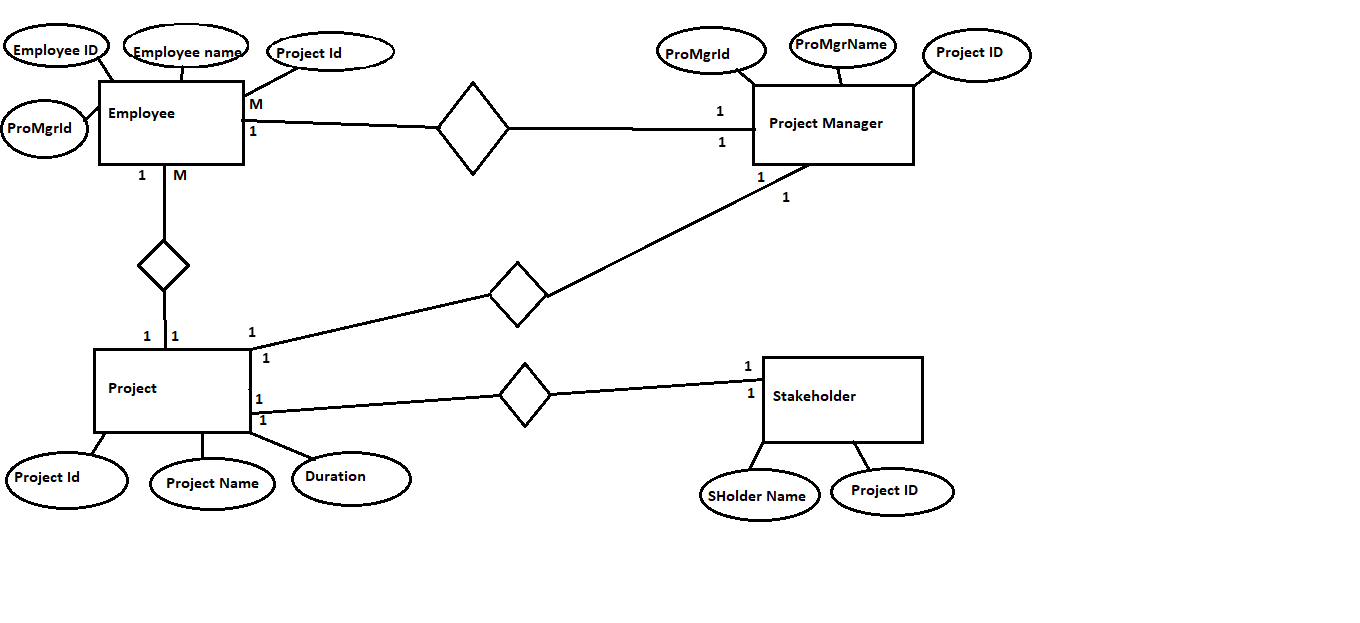 Employee ID
Employee name
Project Id
ProMgrId
Employee
M
1
1
M
ProMgrId
ProMgrName
Project ID
Project Manager
1
1
1
1
1
1
1
1
Project
1
1
Project Id
Project Name
Duration
1
1
Stakeholder
SHolder Name
Project ID